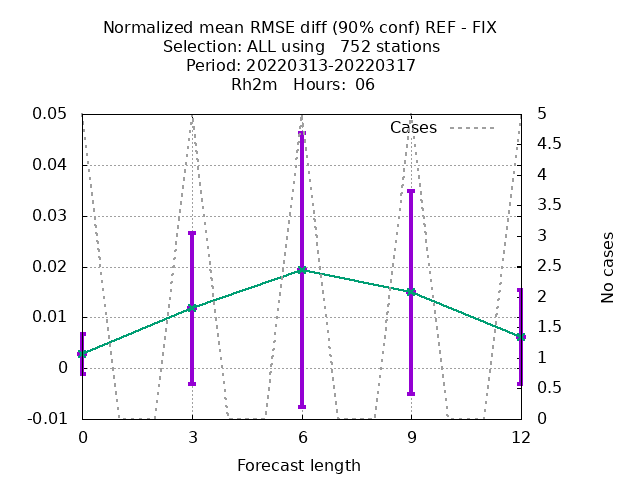 Normalized mean RMSE diff (90% conf) REF - FIX
Selection: ALL using   752 stations
Period: 20220313-20220317
Rh2m   Hours:  06
Cases
0.05
0.04
0.03
0.02
0.01
0
-0.01
5
4.5
4
3.5
3
2.5
2
1.5
1
0.5
0
No cases
0 3 6 9 12
Forecast length